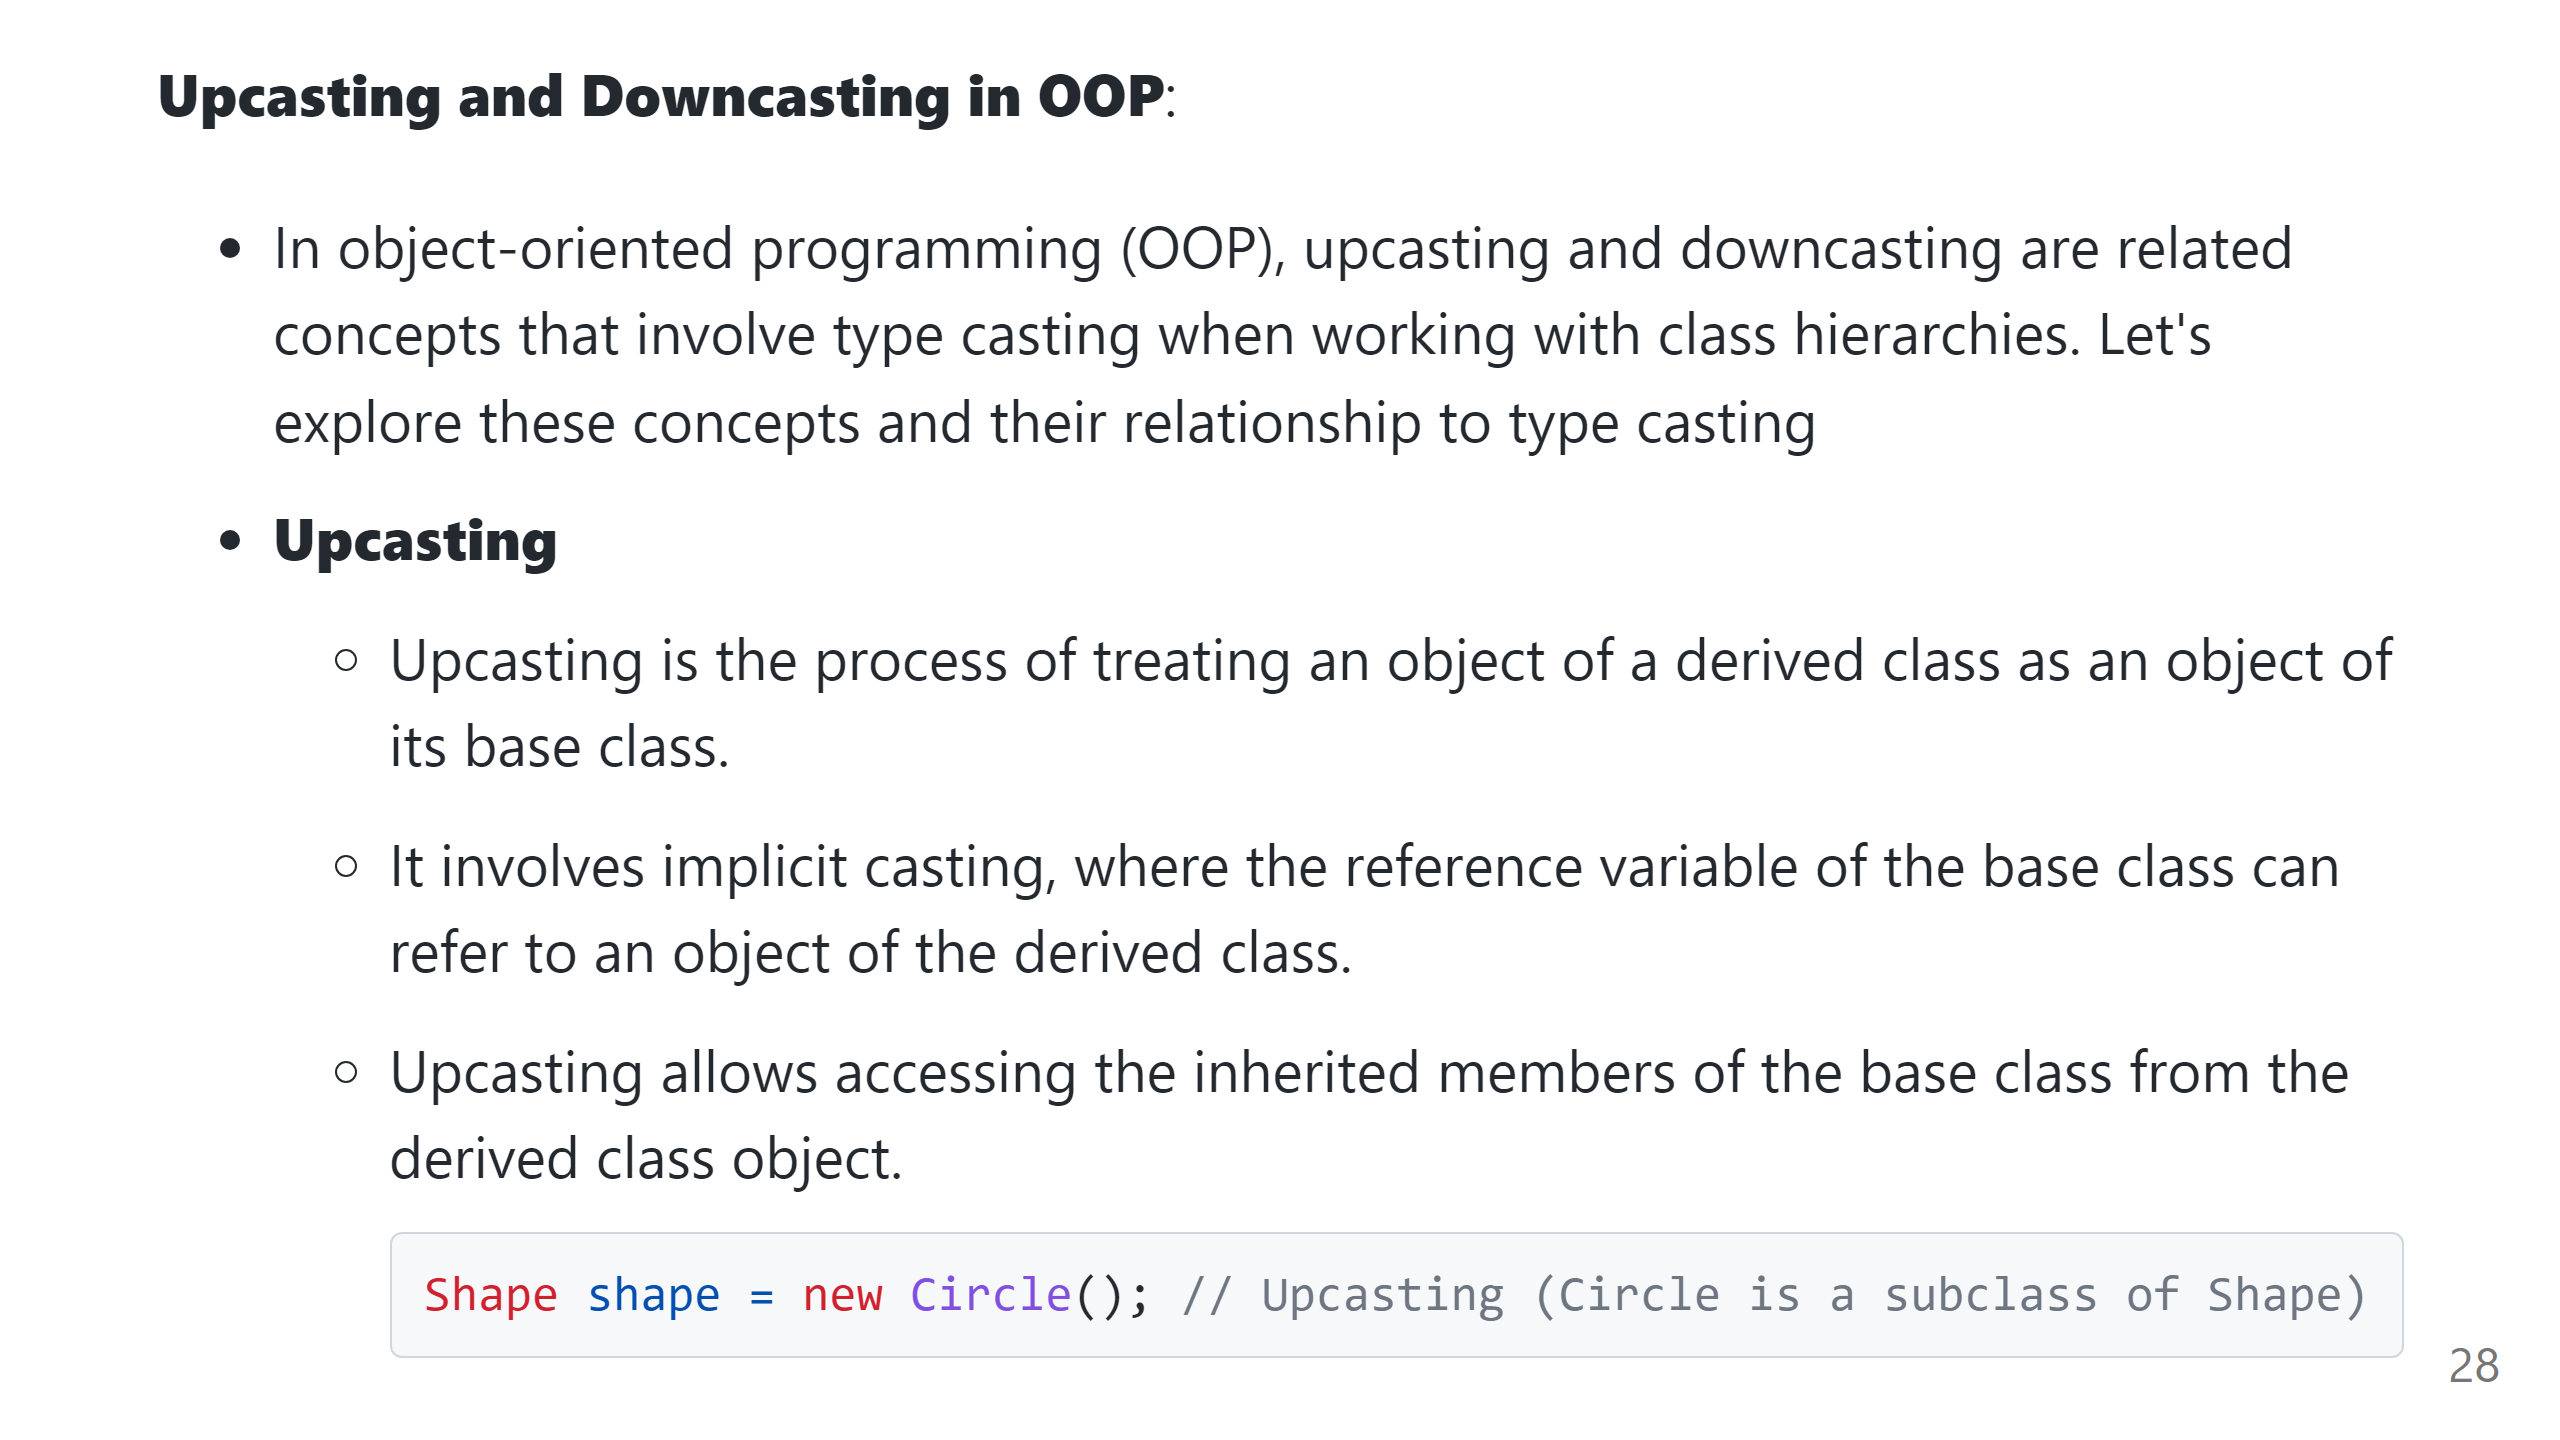 Upcasting and Downcasting in OOP:
• In object-oriented programming (OOP), upcasting and downcasting are related
concepts that involve type casting when working with class hierarchies. Let's
explore these concepts and their relationship to type casting
• Upcasting
○ Upcasting is the process of treating an object of a derived class as an object of
its base class.
○ It involves implicit casting, where the reference variable of the base class can
refer to an object of the derived class.
○ Upcasting allows accessing the inherited members of the base class from the
derived class object.
Shape shape = new Circle(); // Upcasting (Circle is a subclass of Shape)
28